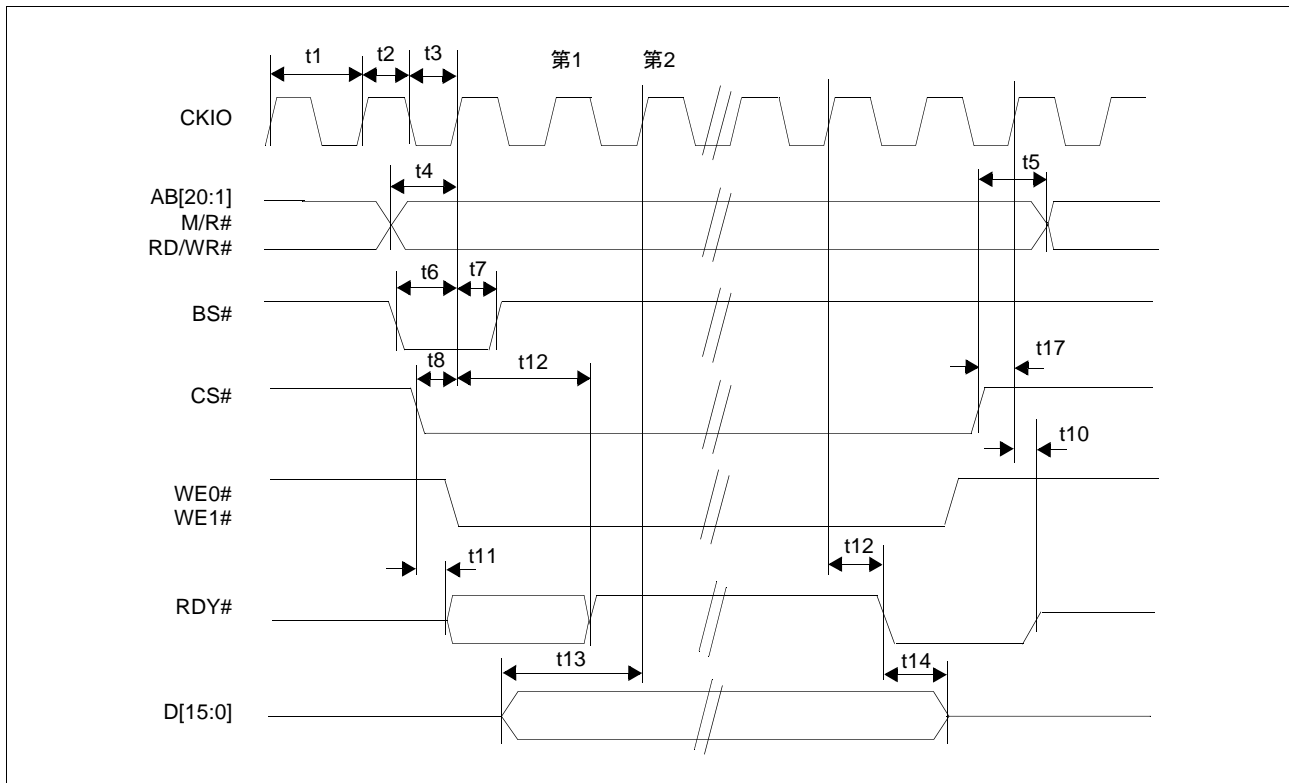 t1 t2 t3 第1 第2
CKIO
t4 t5
AB[20:1]
M/R#
RD/WR#
t6 t7
BS#
t8 t12 t17
CS#
t10
WE0#
WE1#
t11 t12
RDY#
t13 t14
D[15:0]